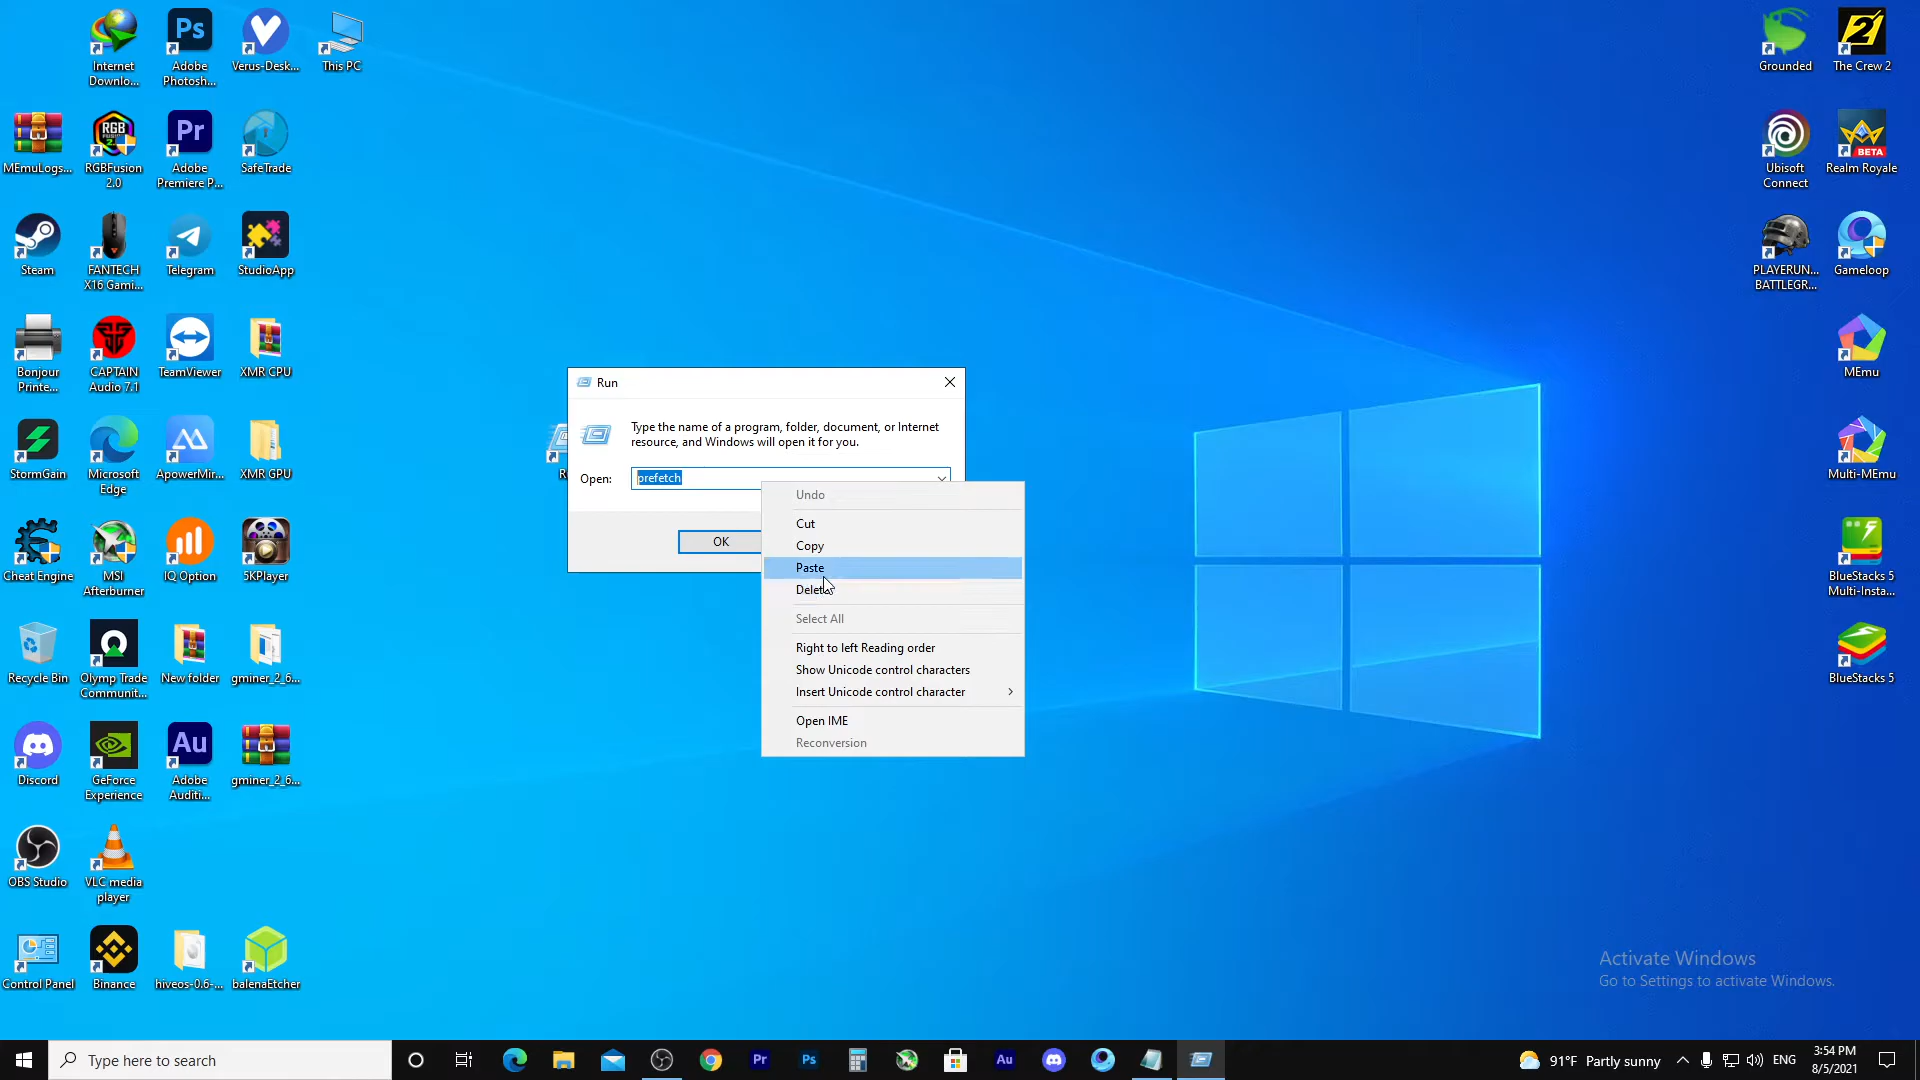 Internet
Downlo...
Adobe
Photosh...
Verus-Desk...
This PC
Grounded
The Crew 2
MEmuLogs...
RGB
RGBFusion
2.0
Adobe
Premiere P...
SafeTrade
Ubisoft
Connect
BETA
Realm Royale
Steam
FANTECH
X16 Gami...
Telegram
StudioApp
PLAYERUN...
BATTLEGR...
Gameloop
Bonjour
Printe...
CAPTAIN
Audio 7.1
TeamViewer
XMR CPU
MEmu
Run
Type the name of a program, folder, document, or Internet
resource, and Windows will open it for you.
Open:
prefetch
OK
Undo
Cut
Copy
Paste
Delete
Select All
Right to left Reading order
Show Unicode control characters
Insert Unicode control character
Open IME
Reconversion
StormGain
Microsoft
Edge
ApowerMir...
XMR GPU
Multi-MEmu
Cheat Engine
MSI
Afterburner
IQ Option
5KPlayer
BlueStacks 5
Multi-Insta...
Recycle Bin
Olymp Trade
Communit...
New folder
gminer_2_6...
BlueStacks 5
Discord
GeForce
Experience
Adobe
Auditi...
gminer_2_6...
OBS Studio
VLC media
player
Control Panel
Binance
hiveos-0.6-...
balenaEtcher
Activate Windows
Go to Settings to activate Windows.
Type here to search
91°F Partly sunny
ENG
3:54 PM
8/5/2021
Ps
Pr
Au
Pr
Ps
Au